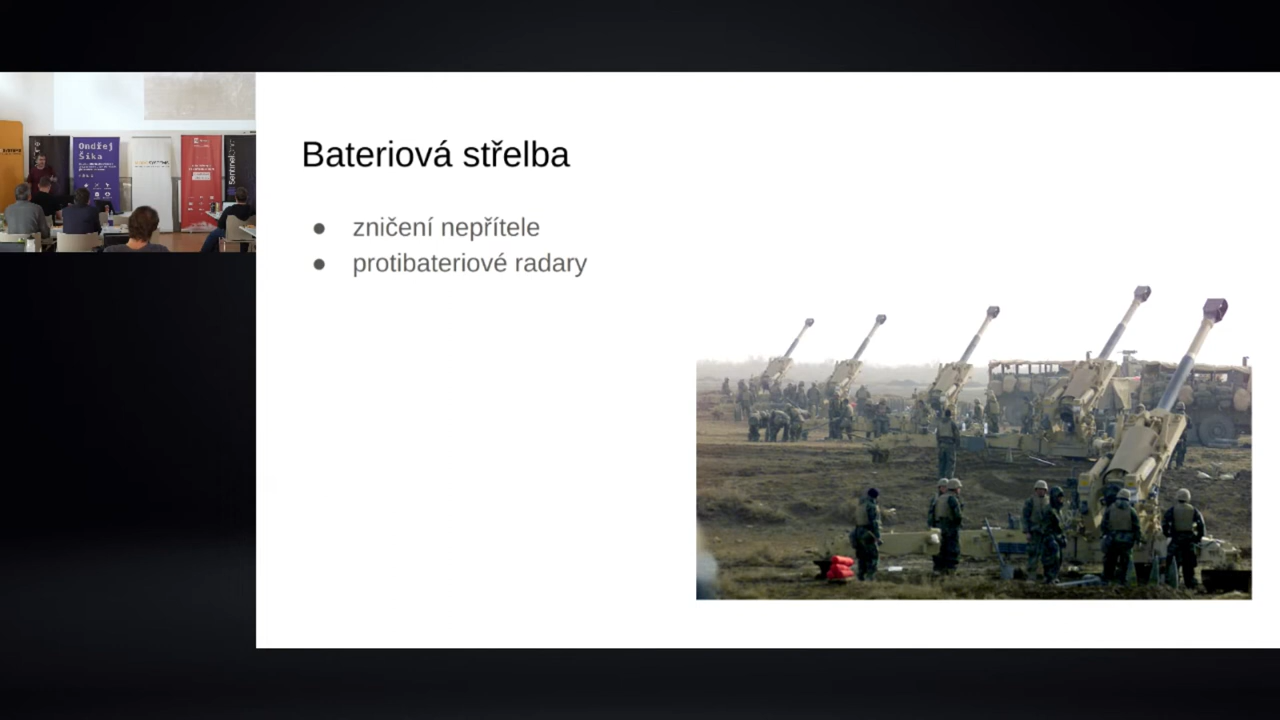 Ondřej
Šika
Bateriová střelba
● zničení nepřítele
● protibateriové radary